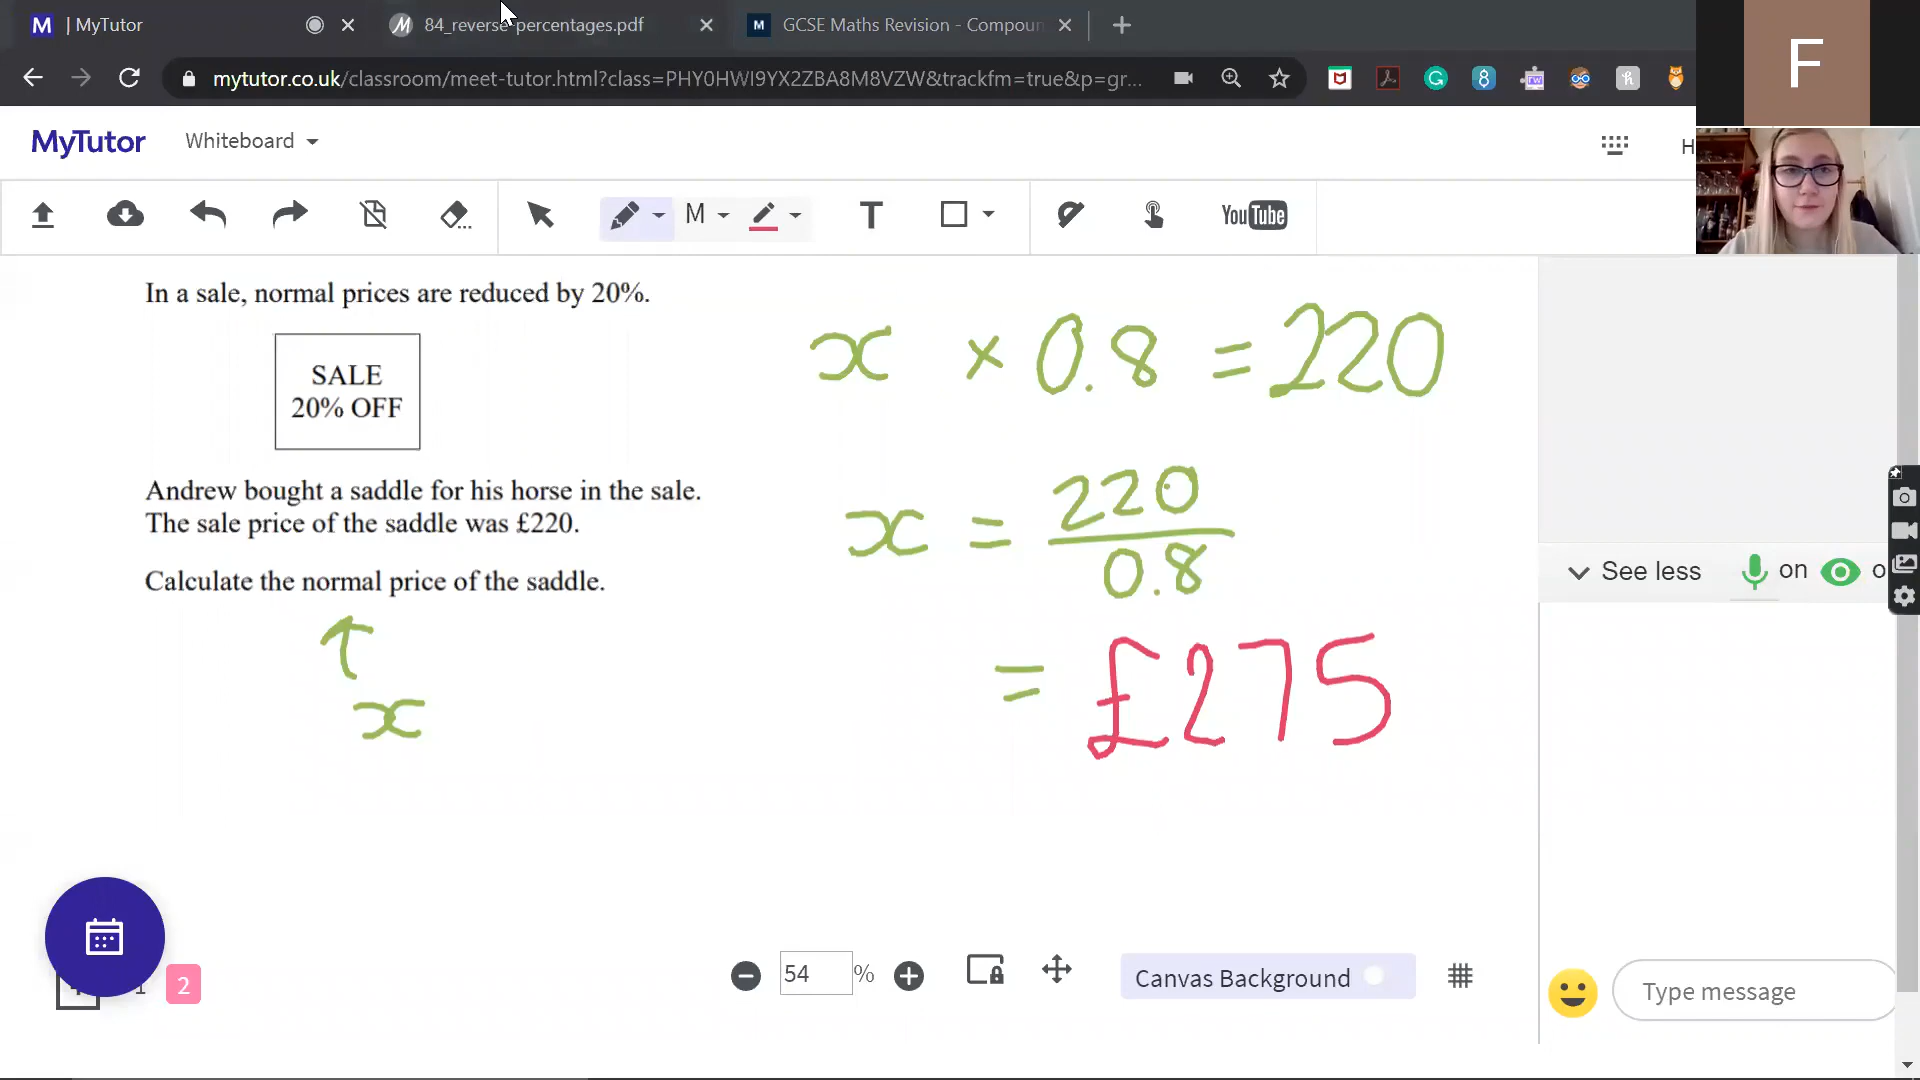 | MyTutor
84_reverse-percentages.pdf
GCSE Maths Revision - Compoun
mytutor.co.uk/classroom/meet-tutor.html?class=PHY0HWI9YX2ZBA8M8VZW&trackfm=true&p=gr...
F
MyTutor
Whiteboard
H
M
T
YouTube
In a sale, normal prices are reduced by 20%.
SALE
20% OFF
Andrew bought a saddle for his horse in the sale.
The sale price of the saddle was £220.
Calculate the normal price of the saddle.
x
x × 0.8 = 220
x = 220
0.8
= £275
See less
on
o
1
2
54
%
Canvas Background
Type message